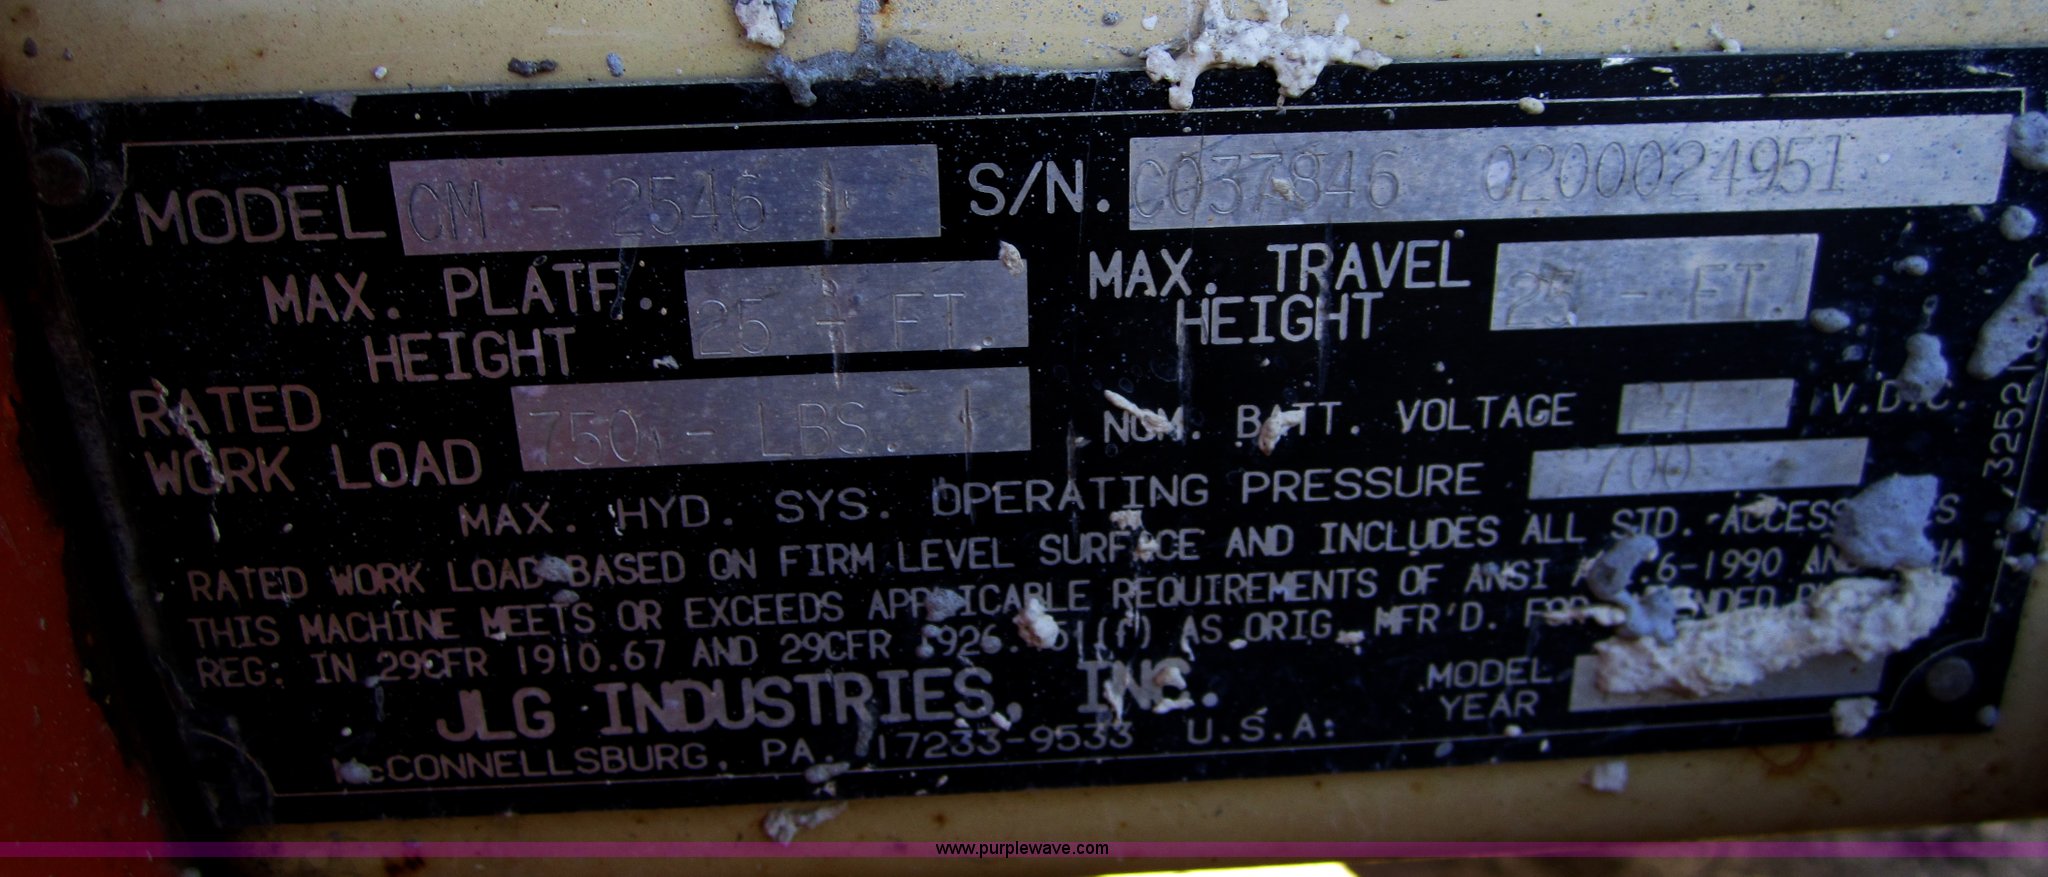 MODEL CM - 2546 S/N. C037846 0200024951
MAX. PLATF. HEIGHT 25 - FT. MAX. TRAVEL HEIGHT 25 - FT.
RATED WORK LOAD 750 - LBS. NOM. BATT. VOLTAGE 24 V.D.C.
MAX. HYD. SYS. OPERATING PRESSURE 700
RATED WORK LOAD BASED ON FIRM LEVEL SURFACE AND INCLUDES ALL STD.
THIS MACHINE MEETS OR EXCEEDS APPLICABLE REQUIREMENTS OF ANSI
REG: IN 29CFR 1910.67 AND 29CFR AS ORIG. MFR'D.
JLG INDUSTRIES, INC.
McCONNELLSBURG, PA. 17233-9533 U.S.A.
MODEL YEAR
www.purplewave.com